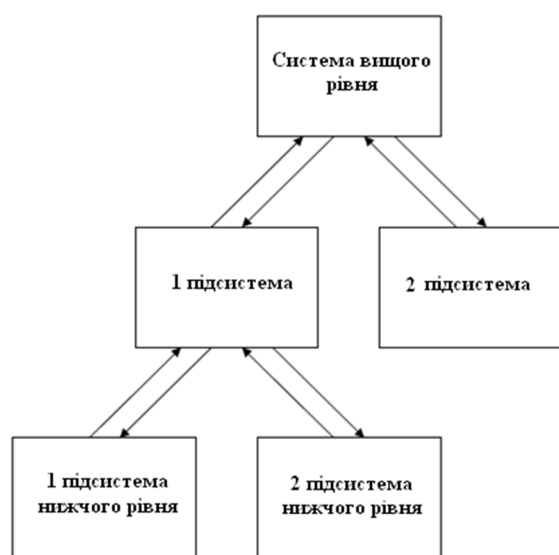 Система вищого
рівня
1 підсистема
2 підсистема
1 підсистема
нижчого рівня
2 підсистема
нижчого рівня